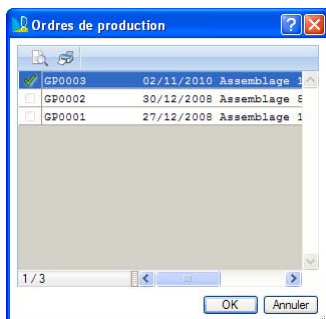 Ordres de production
GP0003 02/11/2010 Assemblage 1
GP0002 30/12/2008 Assemblage
GP0001 27/12/2008 Assemblage 1
1 / 3
OK Annuler